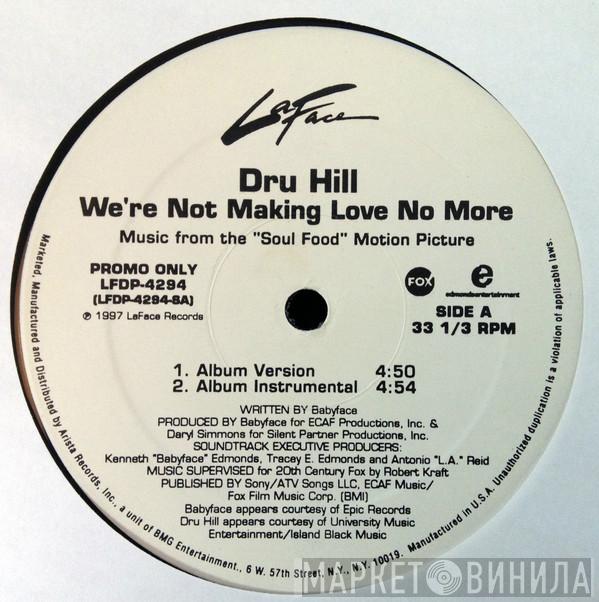 LaFace
Dru Hill
We're Not Making Love No More
Music from the "Soul Food" Motion Picture
PROMO ONLY
LFDP-4294
(LFDP-4294-SA)
℗ 1997 LaFace Records
FOX
e
edmondsentertainment
SIDE A
33 1/3 RPM
1. Album Version 4:50
2. Album Instrumental 4:54
WRITTEN BY Babyface
PRODUCED BY Babyface for ECAF Productions, Inc. &
Daryl Simmons for Silent Partner Productions, Inc.
SOUNDTRACK EXECUTIVE PRODUCERS:
Kenneth "Babyface" Edmonds, Tracey E. Edmonds and Antonio "L.A." Reid
MUSIC SUPERVISED for 20th Century Fox by Robert Kraft
PUBLISHED BY Sony/ATV Songs LLC, ECAF Music/
Fox Film Music Corp. (BMI)
Babyface appears courtesy of Epic Records
Dru Hill appears courtesy of University Music
Entertainment/Island Black Music
Marketed, Manufactured and Distributed by Arista Records, Inc., a unit of BMG Entertainment., 6 W. 57th Street, N.Y., N.Y. 10019. Manufactured in U.S.A. Unauthorized duplication is a violation of applicable laws.
МАРКЕТ ВИНИЛА